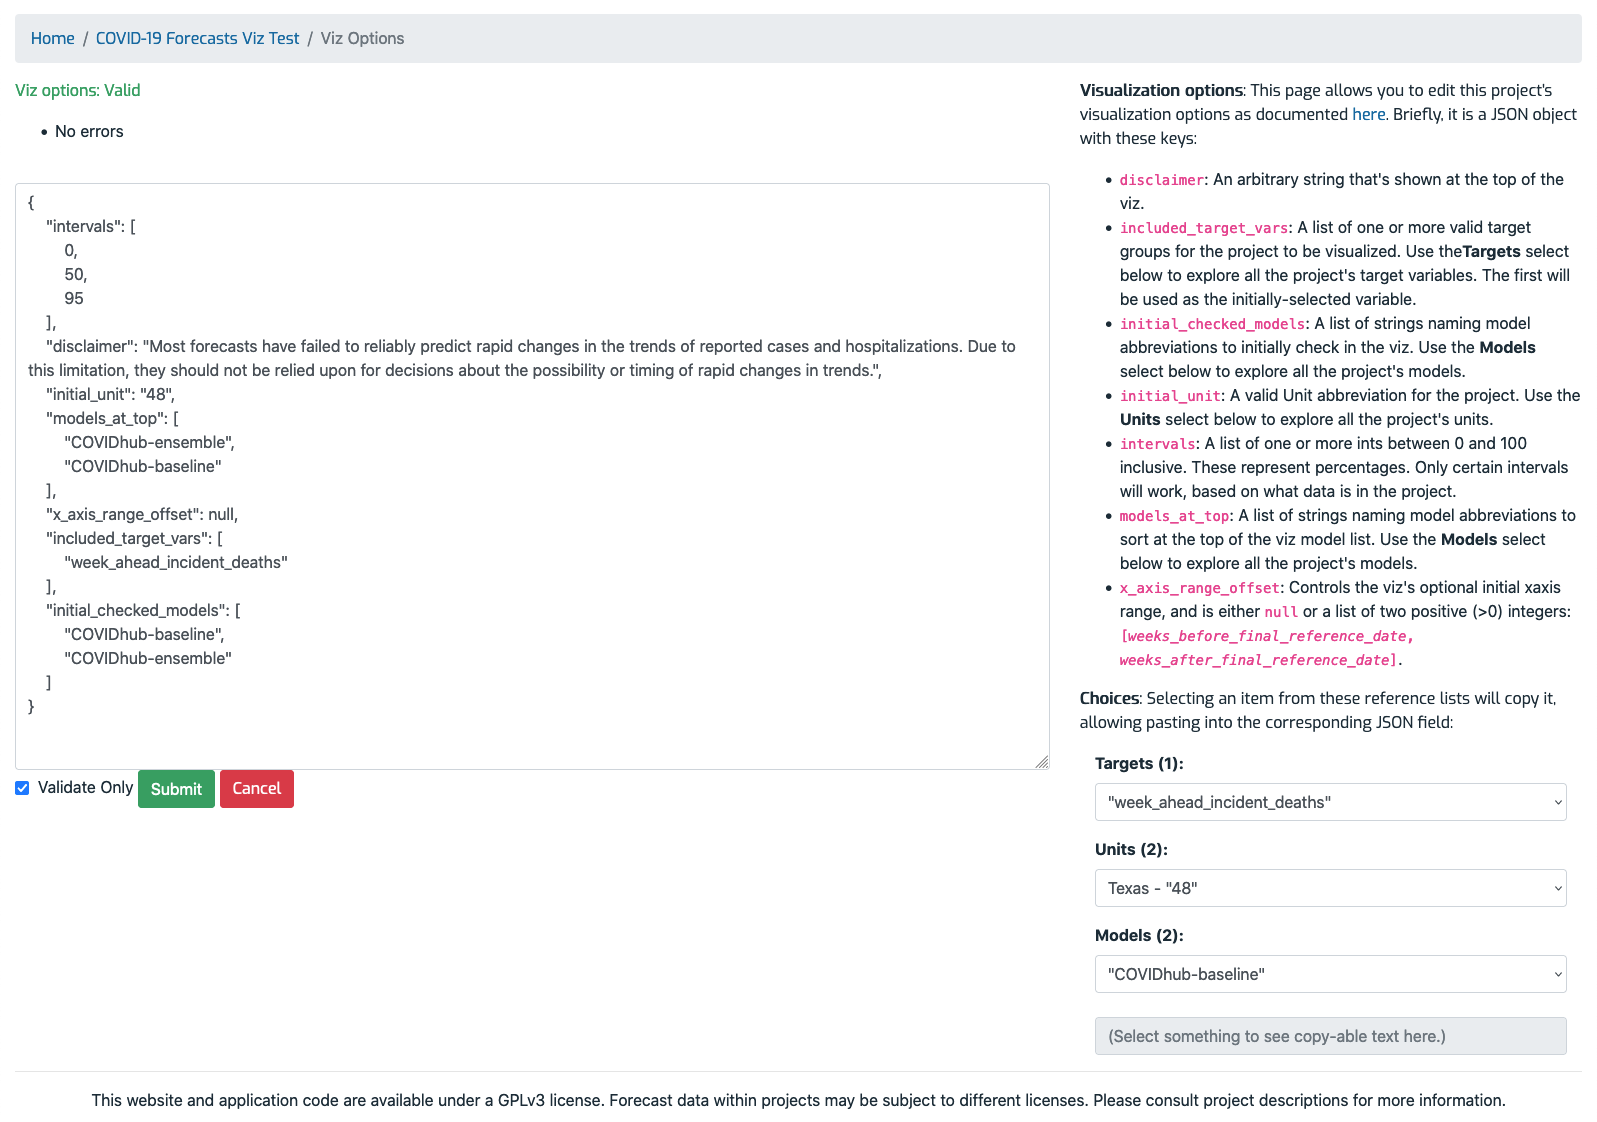 Home / COVID-19 Forecasts Viz Test / Viz Options
Viz options: Valid
• No errors
{
"intervals": [
0,
50,
95
],
"disclaimer": "Most forecasts have failed to reliably predict rapid changes in the trends of reported cases and hospitalizations. Due to
this limitation, they should not be relied upon for decisions about the possibility or timing of rapid changes in trends.",
"initial_unit": "48",
"models_at_top": [
"COVIDhub-ensemble",
"COVIDhub-baseline"
],
"x_axis_range_offset": null,
"included_target_vars": [
"week_ahead_incident_deaths"
],
"initial_checked_models": [
"COVIDhub-baseline",
"COVIDhub-ensemble"
]
}
Validate Only Submit Cancel
Visualization options: This page allows you to edit this project's
visualization options as documented here. Briefly, it is a JSON object
with these keys:
• disclaimer: An arbitrary string that's shown at the top of the
viz.
• included_target_vars: A list of one or more valid target
groups for the project to be visualized. Use theTargets select
below to explore all the project's target variables. The first will
be used as the initially-selected variable.
• initial_checked_models: A list of strings naming model
abbreviations to initially check in the viz. Use the Models
select below to explore all the project's models.
• initial_unit: A valid Unit abbreviation for the project. Use the
Units select below to explore all the project's units.
• intervals: A list of one or more ints between 0 and 100
inclusive. These represent percentages. Only certain intervals
will work, based on what data is in the project.
• models_at_top: A list of strings naming model abbreviations to
sort at the top of the viz model list. Use the Models select
below to explore all the project's models.
• x_axis_range_offset: Controls the viz's optional initial xaxis
range, and is either null or a list of two positive (>0) integers:
[weeks_before_final_reference_date,
weeks_after_final_reference_date].
Choices: Selecting an item from these reference lists will copy it,
allowing pasting into the corresponding JSON field:
Targets (1):
"week_ahead_incident_deaths"
Units (2):
Texas - "48"
Models (2):
"COVIDhub-baseline"
(Select something to see copy-able text here.)
This website and application code are available under a GPLv3 license. Forecast data within projects may be subject to different licenses. Please consult project descriptions for more information.